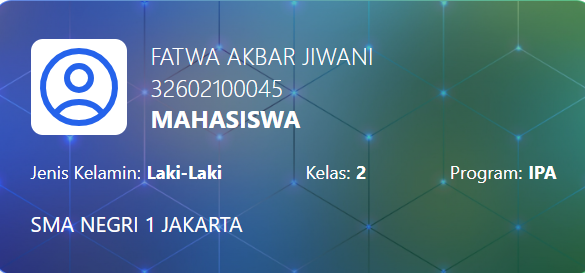 FATWA AKBAR JIWANI
32602100045
MAHASISWA
Jenis Kelamin: Laki-Laki Kelas: 2 Program: IPA
SMA NEGRI 1 JAKARTA